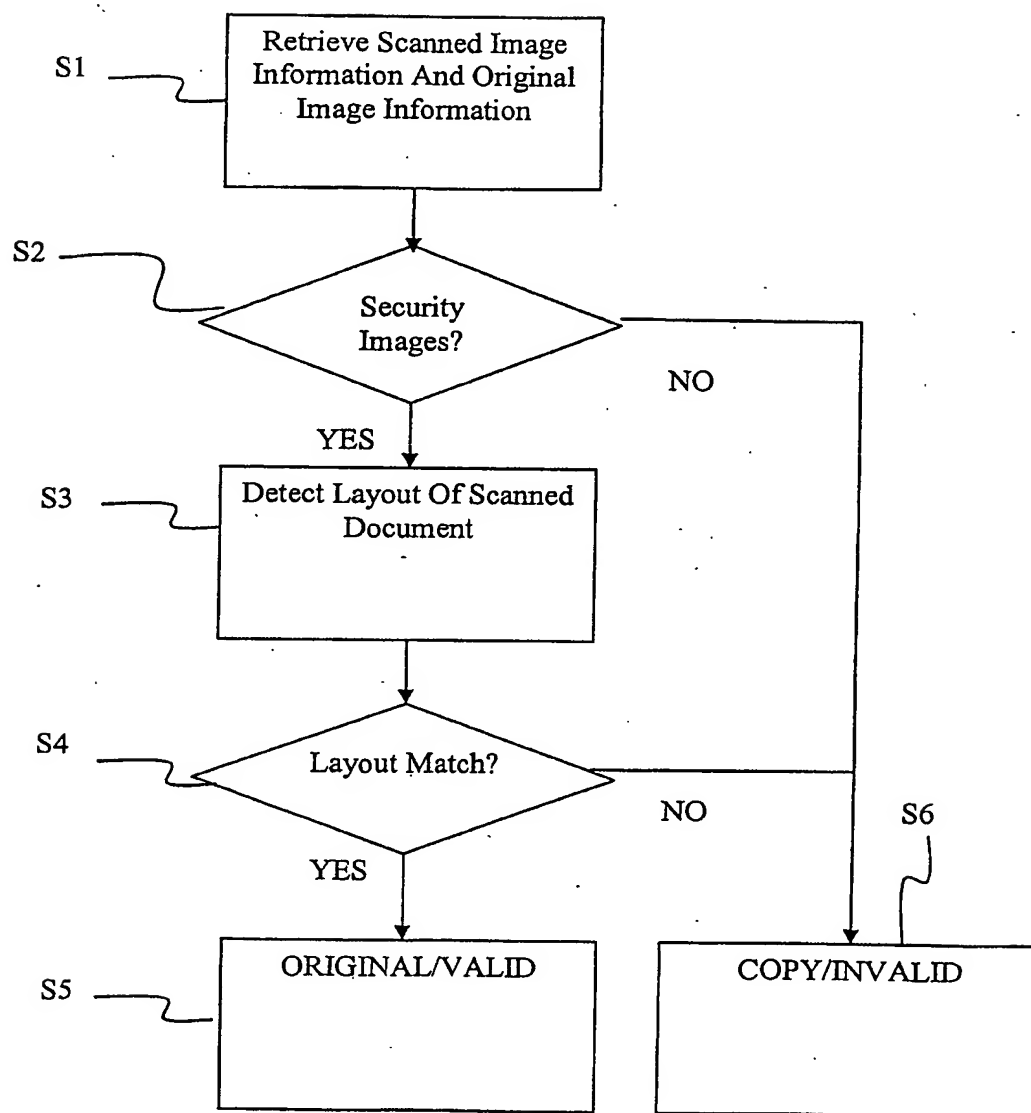 Retrieve Scanned Image
Information And Original
Image Information
S1
S2
Security
Images?
NO
YES
S3
Detect Layout Of Scanned
Document
S4
Layout Match?
NO
S6
YES
ORIGINAL/VALID
COPY/INVALID
S5